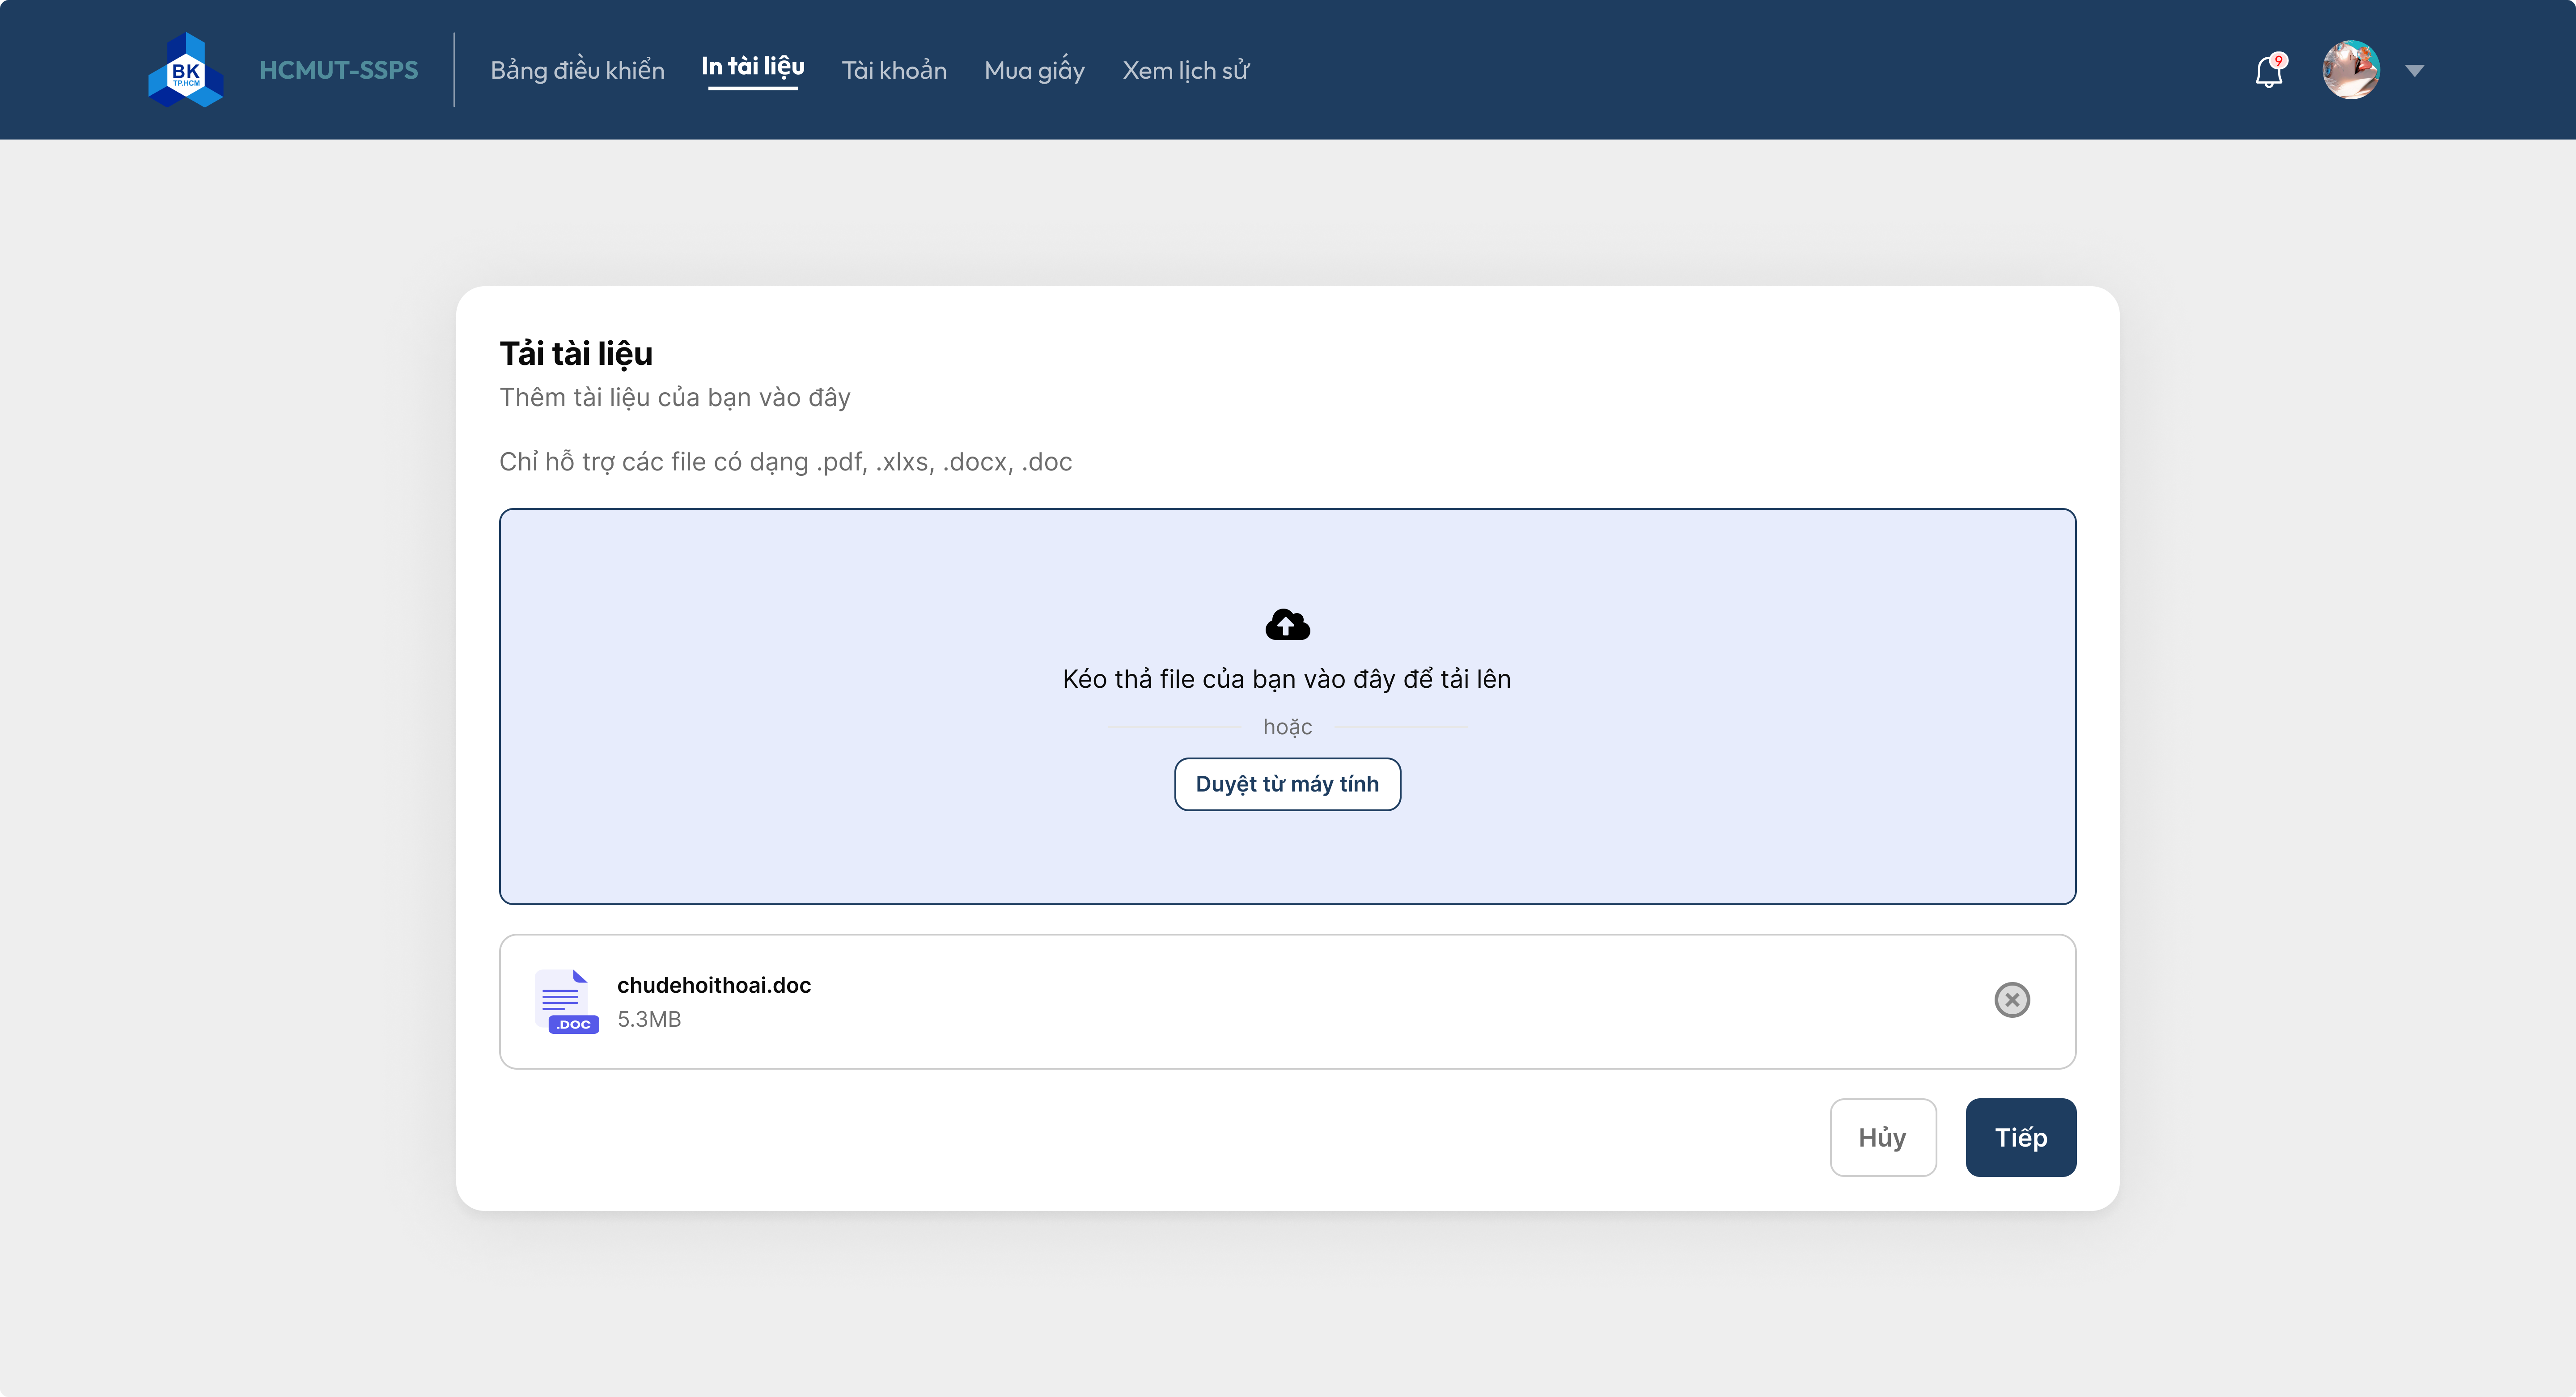 BK
TP.HCM
HCMUT-SSPS
Bảng điều khiển
In tài liệu
Tài khoản
Mua giấy
Xem lịch sử
9
Tải tài liệu
Thêm tài liệu của bạn vào đây
Chỉ hỗ trợ các file có dạng .pdf, .xlxs, .docx, .doc
Kéo thả file của bạn vào đây để tải lên
hoặc
Duyệt từ máy tính
.DOC
chudehoithoai.doc
5.3MB
Hủy
Tiếp